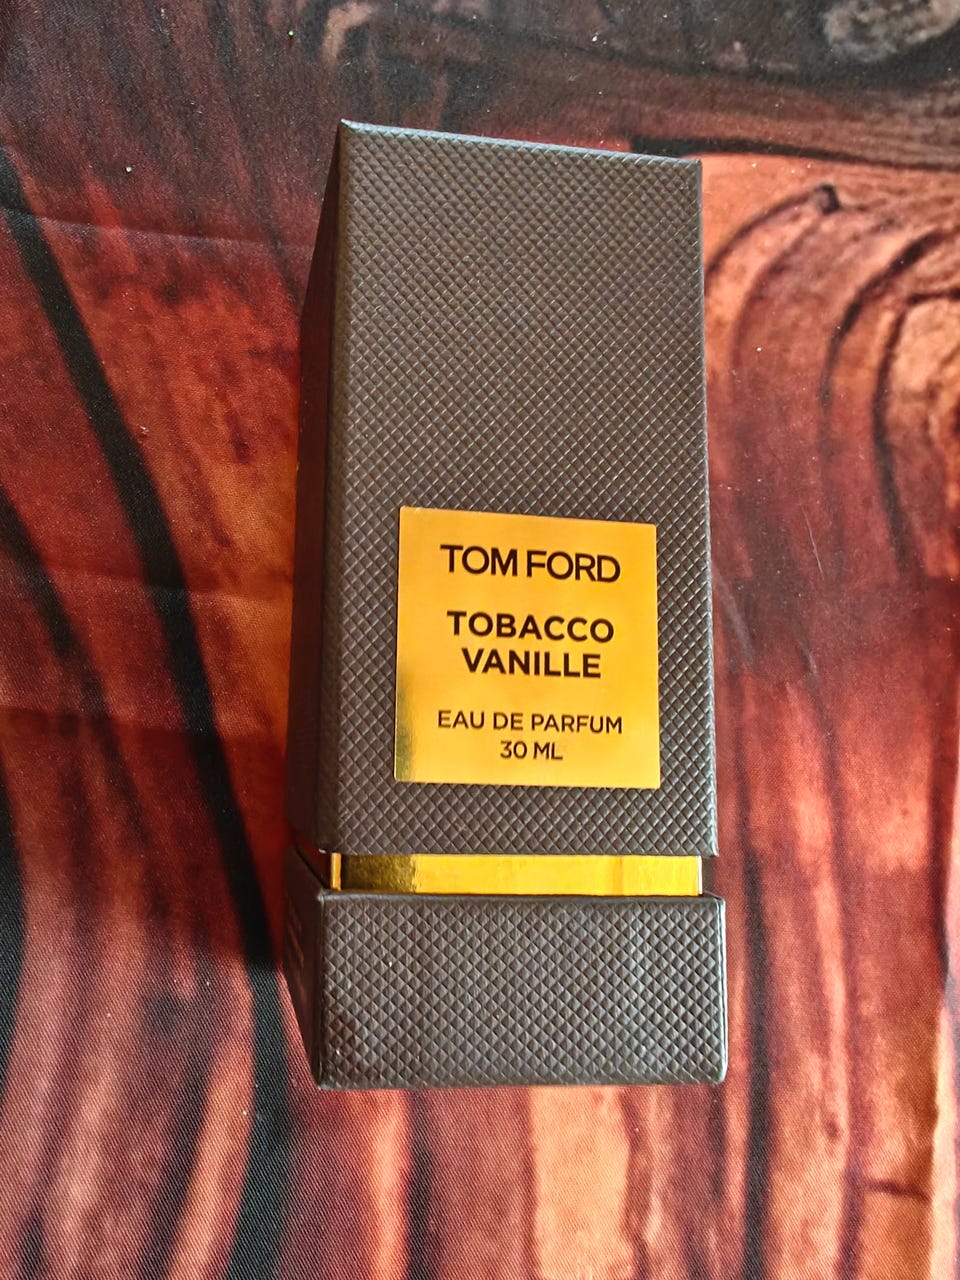 TOM FORD
TOBACCO
VANILLE
EAU DE PARFUM
30 ML